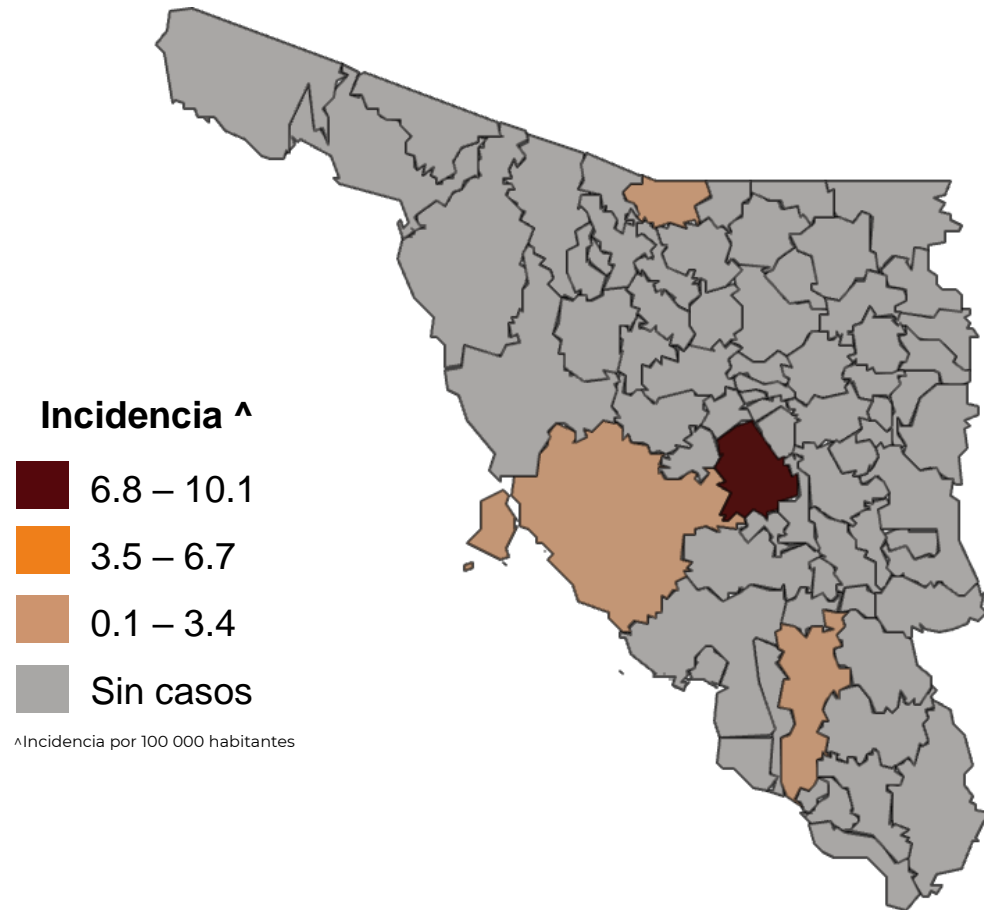 Incidencia ^
6.8 – 10.1
3.5 – 6.7
0.1 – 3.4
Sin casos
^Incidencia por 100 000 habitantes